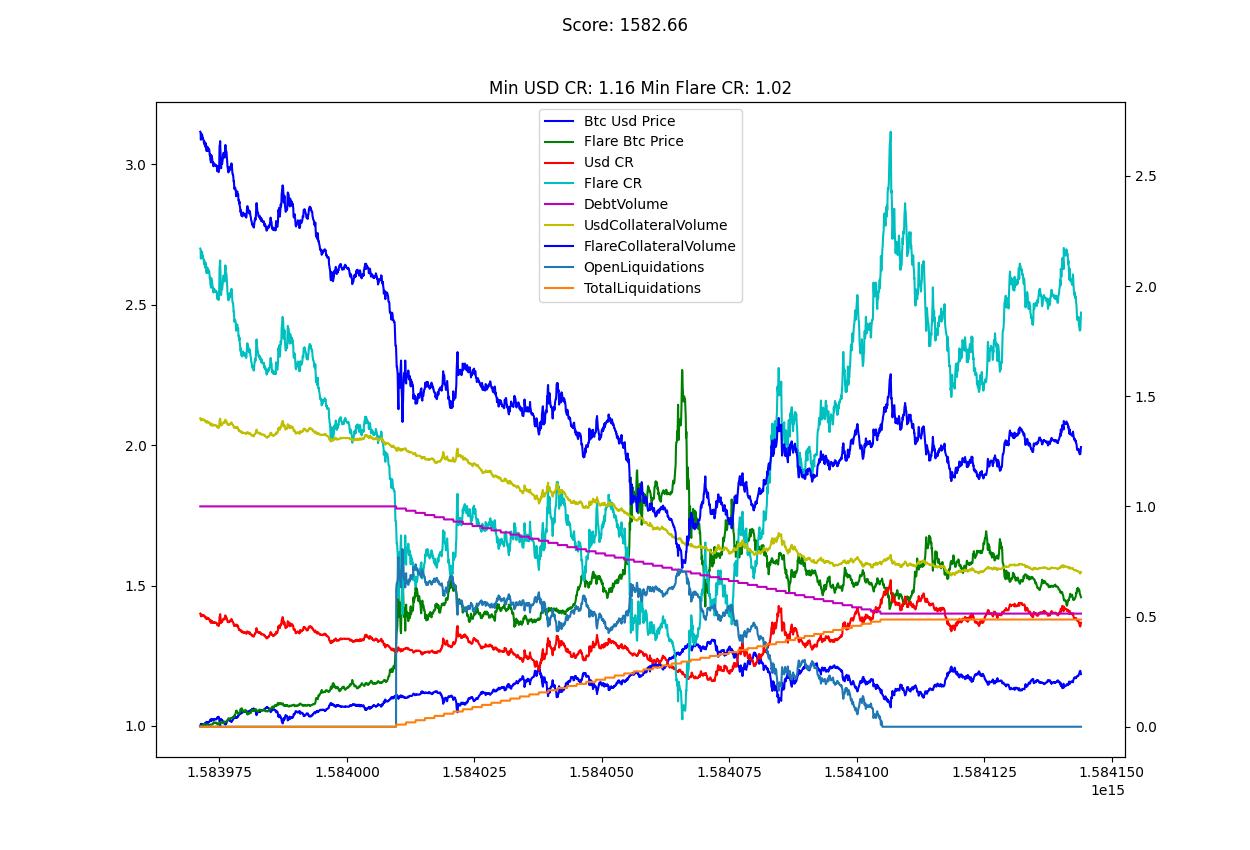 Score: 1582.66
Min USD CR: 1.16 Min Flare CR: 1.02
Btc Usd Price
Flare Btc Price
Usd CR
Flare CR
DebtVolume
UsdCollateralVolume
FlareCollateralVolume
OpenLiquidations
TotalLiquidations
3.0
2.5
2.0
1.5
1.0
2.5
2.0
1.5
1.0
0.5
0.0
1.583975 1.584000 1.584025 1.584050 1.584075 1.584100 1.584125 1.584150
1e15